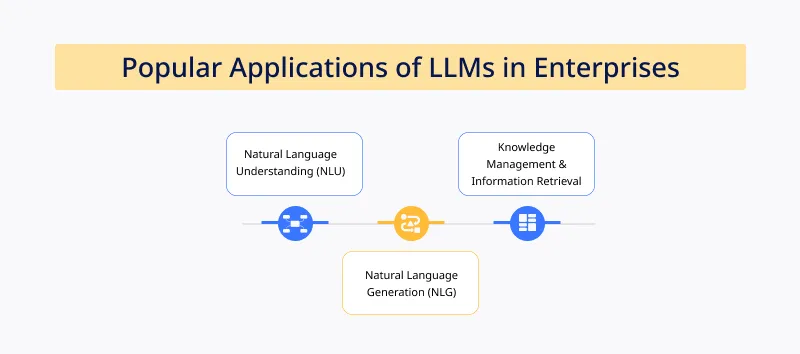 Popular Applications of LLMs in Enterprises
Natural Language
Understanding (NLU)
Knowledge
Management &
Information Retrieval
Natural Language
Generation (NLG)